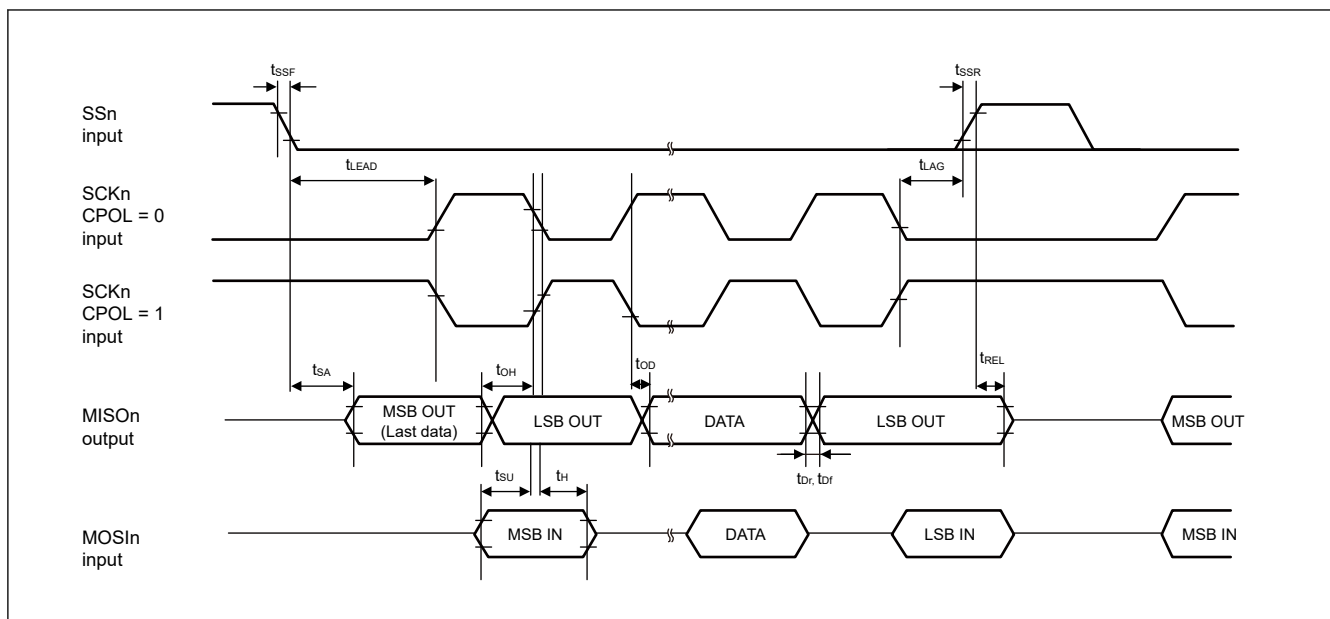 tSSF
tSSR
SSn
input
tLEAD
tLAG
SCKn
CPOL = 0
input
SCKn
CPOL = 1
input
tSA
tOH
tOD
tREL
MISOn
output
MSB OUT
(Last data)
LSB OUT
DATA
LSB OUT
MSB OUT
tSU
tH
tDr, tDf
MOSIn
input
MSB IN
DATA
LSB IN
MSB IN